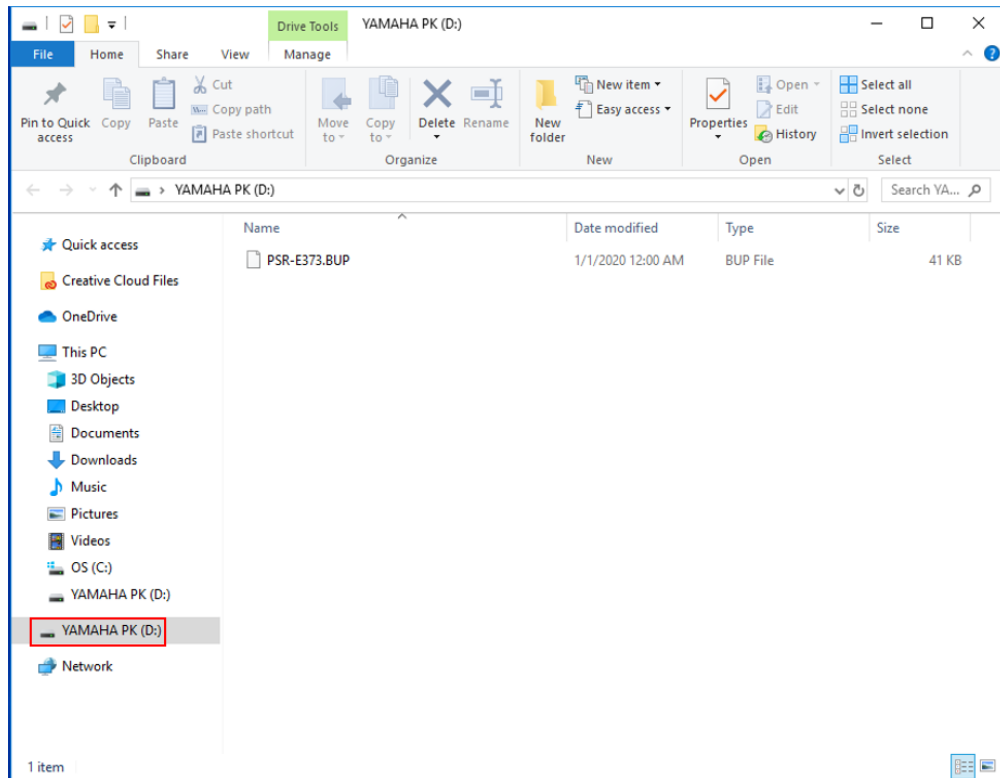 Drive Tools YAMAHA PK (D:)
File Home Share View Manage
Pin to Quick access
Copy
Paste
Cut
Copy path
Paste shortcut
Clipboard
Move to
Copy to
Delete
Rename
Organize
New folder
New item
Easy access
New
Properties
Open
Edit
History
Open
Select all
Select none
Invert selection
Select
YAMAHA PK (D:)
Search YA...
Name Date modified Type Size
PSR-E373.BUP 1/1/2020 12:00 AM BUP File 41 KB
Quick access
Creative Cloud Files
OneDrive
This PC
3D Objects
Desktop
Documents
Downloads
Music
Pictures
Videos
OS (C:)
YAMAHA PK (D:)
YAMAHA PK (D:)
Network
1 item